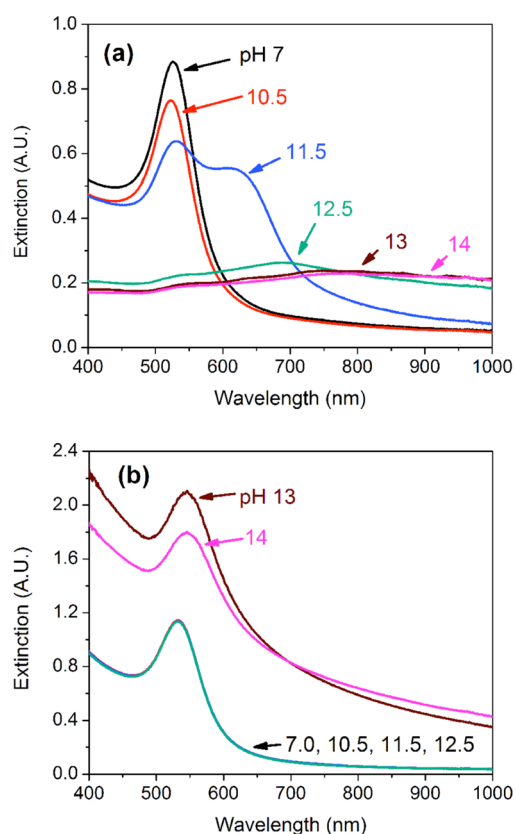 (a)
pH 7
10.5
11.5
12.5
13
14
Extinction (A.U.)
1.0
0.8
0.6
0.4
0.2
0.0
400 500 600 700 800 900 1000
Wavelength (nm)
(b)
pH 13
14
7.0, 10.5, 11.5, 12.5
Extinction (A.U.)
2.4
2.0
1.6
1.2
0.8
0.4
0.0
400 500 600 700 800 900 1000
Wavelength (nm)